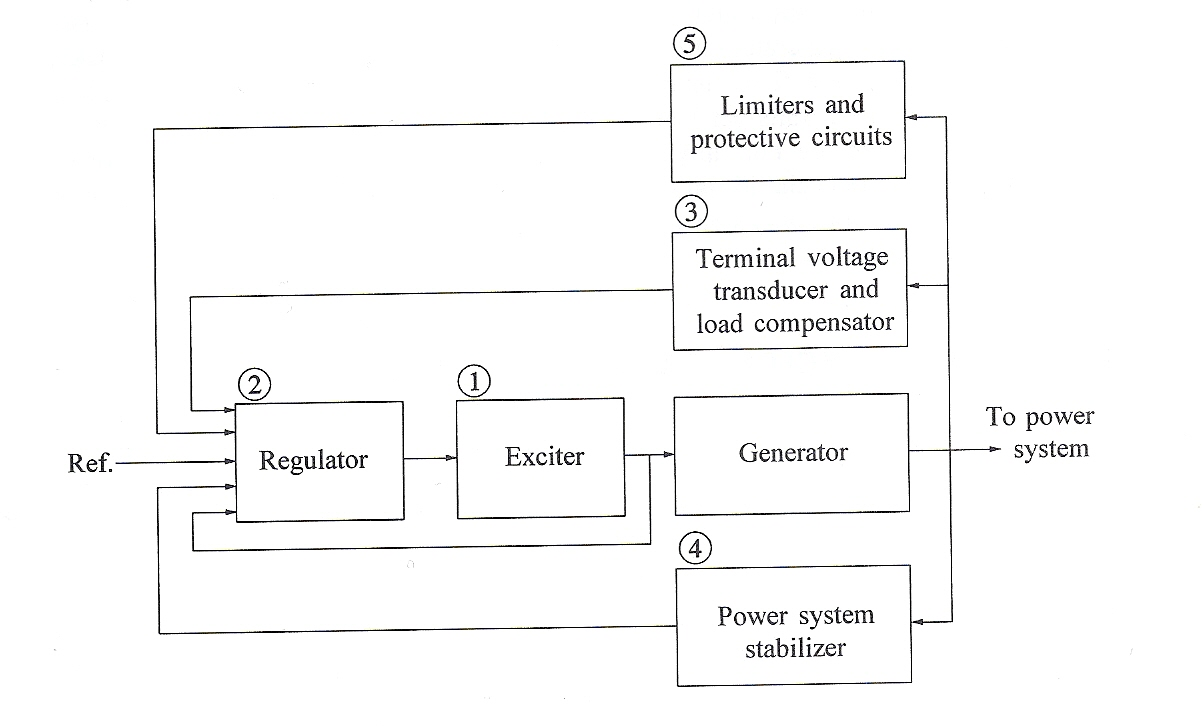 ⑤
Limiters and
protective circuits
③
Terminal voltage
transducer and
load compensator
②
①
Ref.
Regulator
Exciter
Generator
To power
system
④
Power system
stabilizer